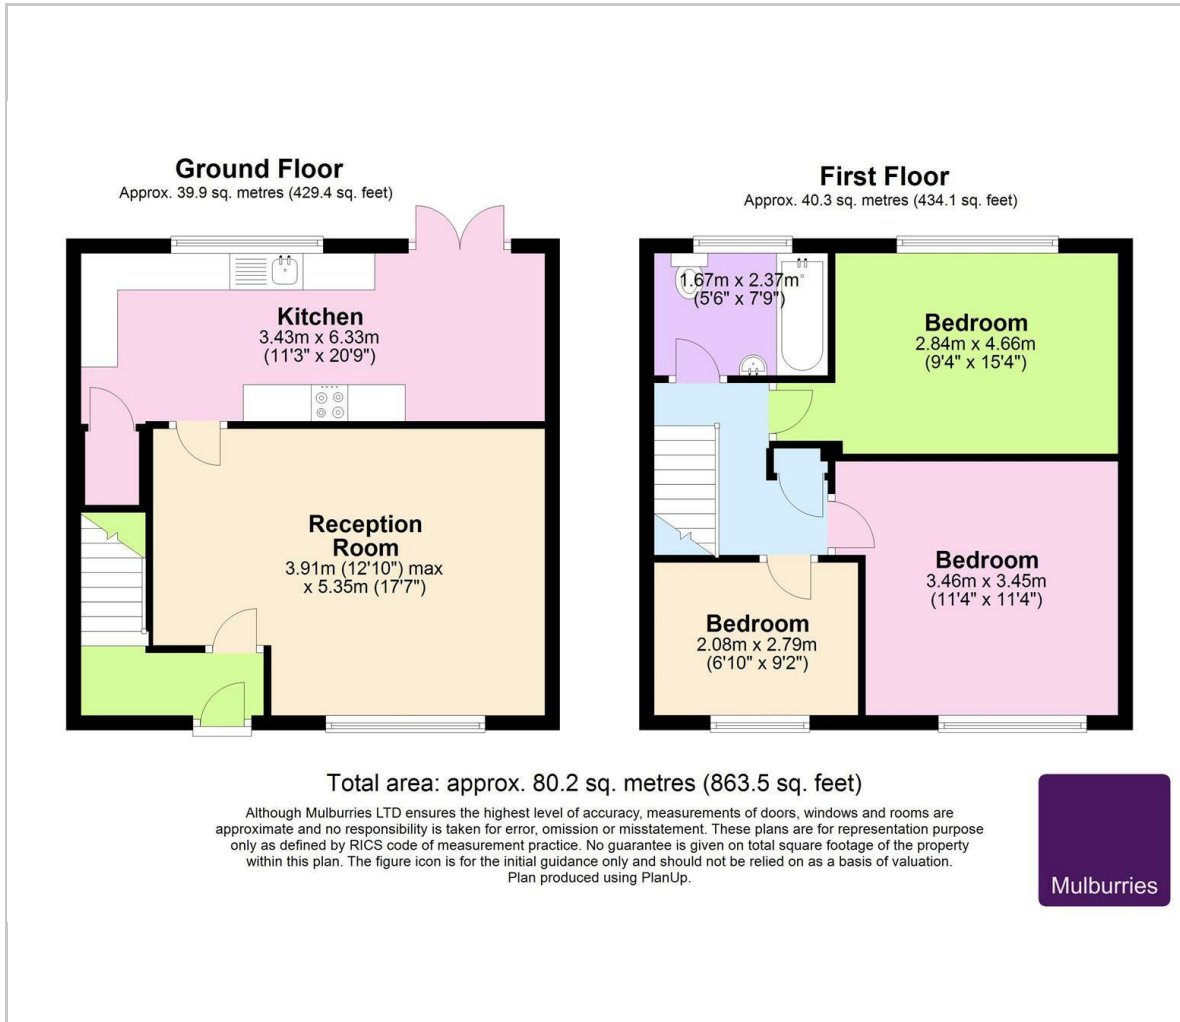 Ground Floor
Approx. 39.9 sq. metres (429.4 sq. feet)
Kitchen
3.43m x 6.33m
(11'3" x 20'9")
Reception
Room
3.91m (12'10") max
x 5.35m (17'7")
First Floor
Approx. 40.3 sq. metres (434.1 sq. feet)
1.67m x 2.37m
(5'6" x 7'9")
Bedroom
2.84m x 4.66m
(9'4" x 15'4")
Bedroom
3.46m x 3.45m
(11'4" x 11'4")
Bedroom
2.08m x 2.79m
(6'10" x 9'2")
Total area: approx. 80.2 sq. metres (863.5 sq. feet)
Although Mulburries LTD ensures the highest level of accuracy, measurements of doors, windows and rooms are
approximate and no responsibility is taken for error, omission or misstatement. These plans are for representation purpose
only as defined by RICS code of measurement practice. No guarantee is given on total square footage of the property
within this plan. The figure icon is for the initial guidance only and should not be relied on as a basis of valuation.
Plan produced using PlanUp.
Mulburries